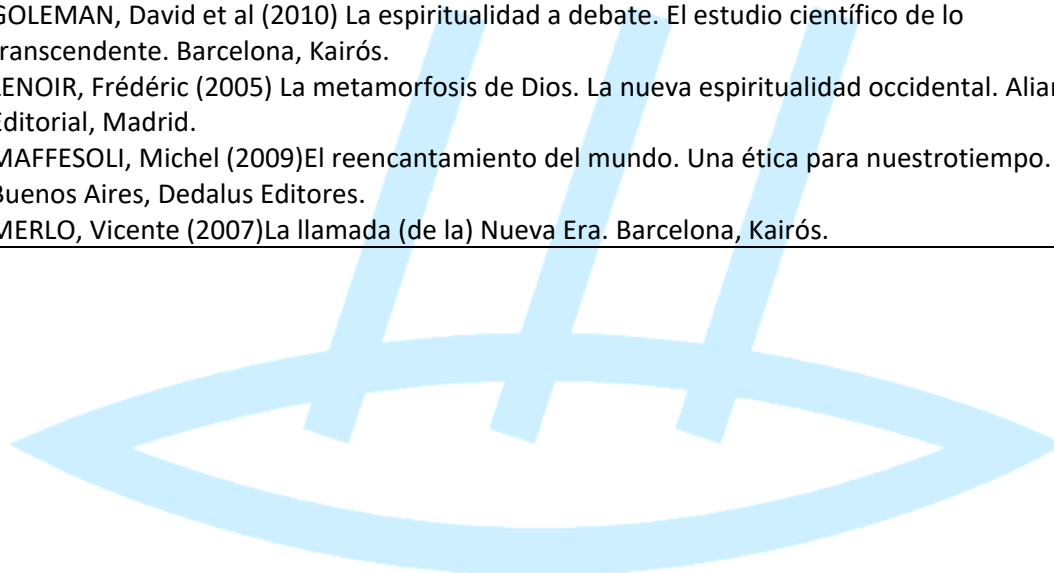 GOLEMAN, David et al (2010) La espiritualidad a debate. El estudio científico de lo
transcendente. Barcelona, Kairós.
LENOIR, Frédéric (2005) La metamorfosis de Dios. La nueva espiritualidad occidental. Alian
Editorial, Madrid.
MAFFESOLI, Michel (2009)El reencantamiento del mundo. Una ética para nuestrotiempo.
Buenos Aires, Dedalus Editores.
MERLO, Vicente (2007)La llamada (de la) Nueva Era. Barcelona, Kairós.